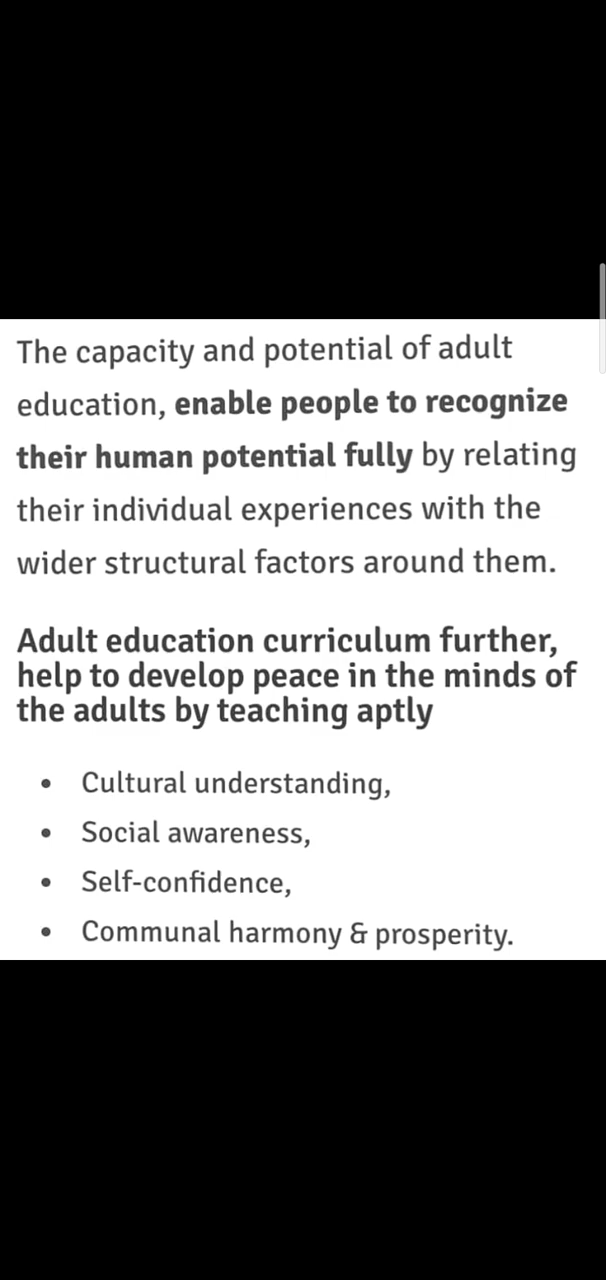 The capacity and potential of adult
education, enable people to recognize
their human potential fully by relating
their individual experiences with the
wider structural factors around them.
Adult education curriculum further,
help to develop peace in the minds of
the adults by teaching aptly
• Cultural understanding,
• Social awareness,
• Self-confidence,
• Communal harmony & prosperity.